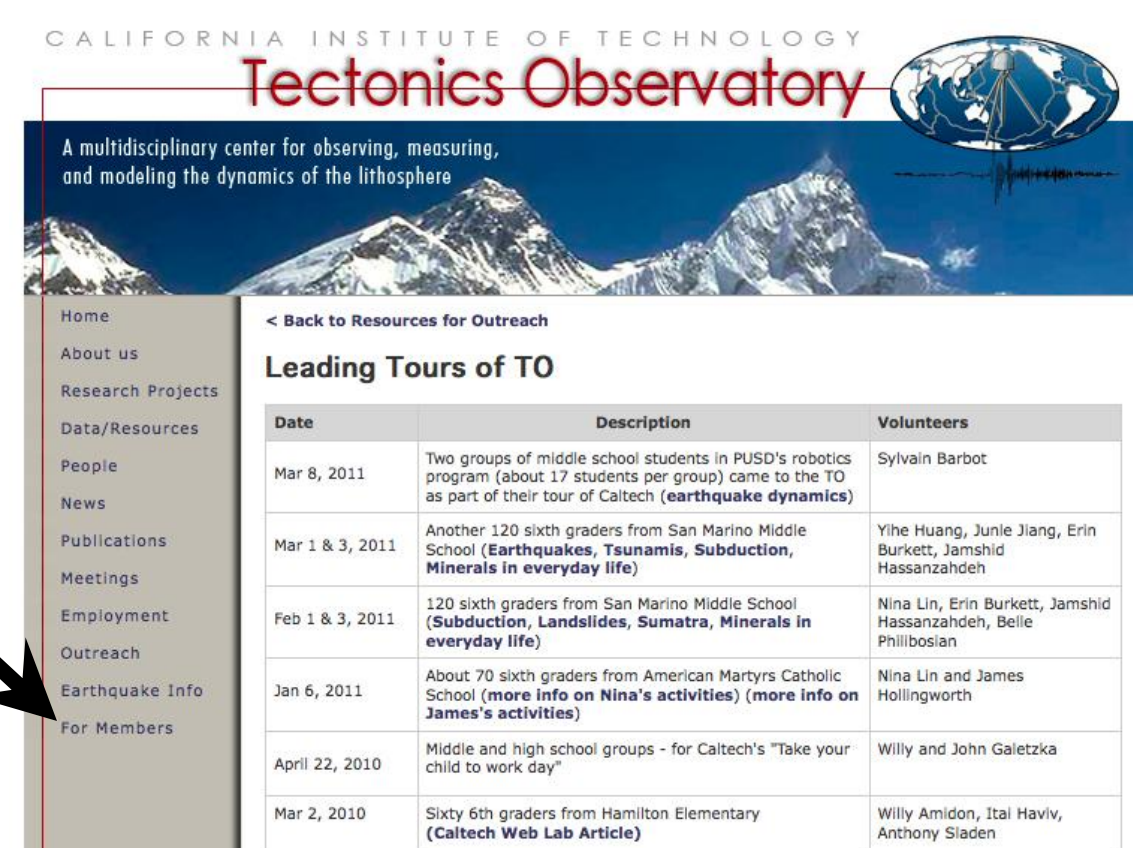 CALIFORNIA INSTITUTE OF TECHNOLOGY
Tectonics Observatory
A multidisciplinary center for observing, measuring,
and modeling the dynamics of the lithosphere
Home
About us
Research Projects
Data/Resources
People
News
Publications
Meetings
Employment
Outreach
Earthquake Info
For Members
< Back to Resources for Outreach
Leading Tours of TO
Date Description Volunteers
Mar 8, 2011
Two groups of middle school students in PUSD's robotics
program (about 17 students per group) came to the TO
as part of their tour of Caltech (earthquake dynamics)
Sylvain Barbot
Mar 1 & 3, 2011
Another 120 sixth graders from San Marino Middle
School (Earthquakes, Tsunamis, Subduction,
Minerals in everyday life)
Yihe Huang, Junle Jiang, Erin
Burkett, Jamshid
Hassanzahdeh
Feb 1 & 3, 2011
120 sixth graders from San Marino Middle School
(Subduction, Landslides, Sumatra, Minerals in
everyday life)
Nina Lin, Erin Burkett, Jamshid
Hassanzahdeh, Belle
Philibosian
Jan 6, 2011
About 70 sixth graders from American Martyrs Catholic
School (more info on Nina's activities) (more info on
James's activities)
Nina Lin and James
Hollingworth
April 22, 2010
Middle and high school groups - for Caltech's "Take your
child to work day"
Willy and John Galetzka
Mar 2, 2010
Sixty 6th graders from Hamilton Elementary
(Caltech Web Lab Article)
Willy Amidon, Itai Haviv,
Anthony Sladen